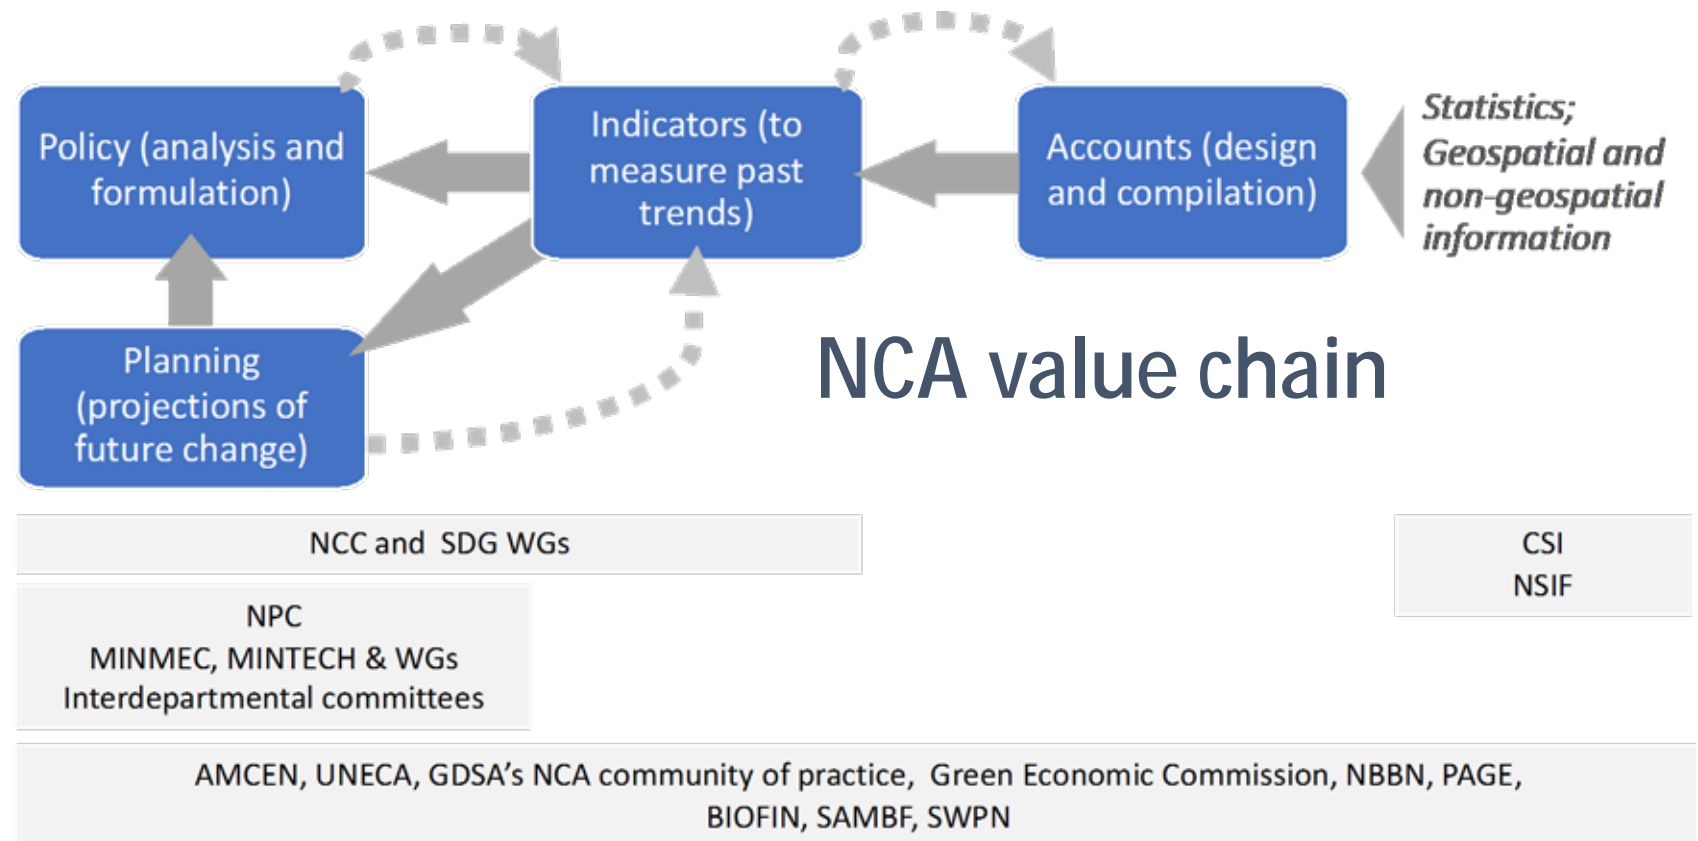 Policy (analysis and
formulation)
Indicators (to
measure past
trends)
Accounts (design
and compilation)
Statistics;
Geospatial and
non-geospatial
information
Planning
(projections of
future change)
NCA value chain
NCC and SDG WGs
CSI
NSIF
NPC
MINMEC, MINTECH & WGs
Interdepartmental committees
AMCEN, UNECA, GDSA's NCA community of practice, Green Economic Commission, NBBN, PAGE,
BIOFIN, SAMBF, SWPN